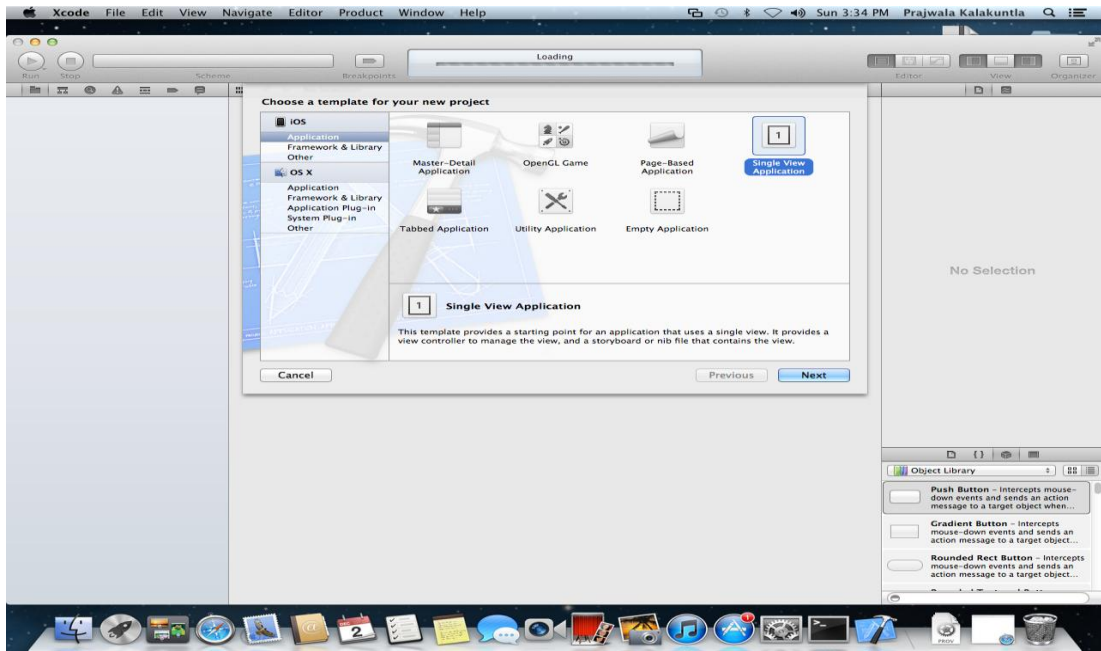 Xcode File Edit View Navigate Editor Product Window Help Sun 3:34 PM Prajwala Kalakuntla
Loading
Run Stop Scheme Breakpoints Editor View Organizer
Choose a template for your new project
iOS
Application
Framework & Library
Other
OS X
Application
Framework & Library
Application Plug-in
System Plug-in
Other
Master-Detail
Application
OpenGL Game
Page-Based
Application
1
Single View
Application
Tabbed Application
Utility Application
Empty Application
1 Single View Application
This template provides a starting point for an application that uses a single view. It provides a
view controller to manage the view, and a storyboard or nib file that contains the view.
Cancel Previous Next
No Selection
{}
Object Library
Push Button - Intercepts mouse-
down events and sends an action
message to a target object when...
Gradient Button - Intercepts
mouse-down events and sends an
action message to a target object...
Rounded Rect Button - Intercepts
mouse-down events and sends an
action message to a target object...
2
PROV